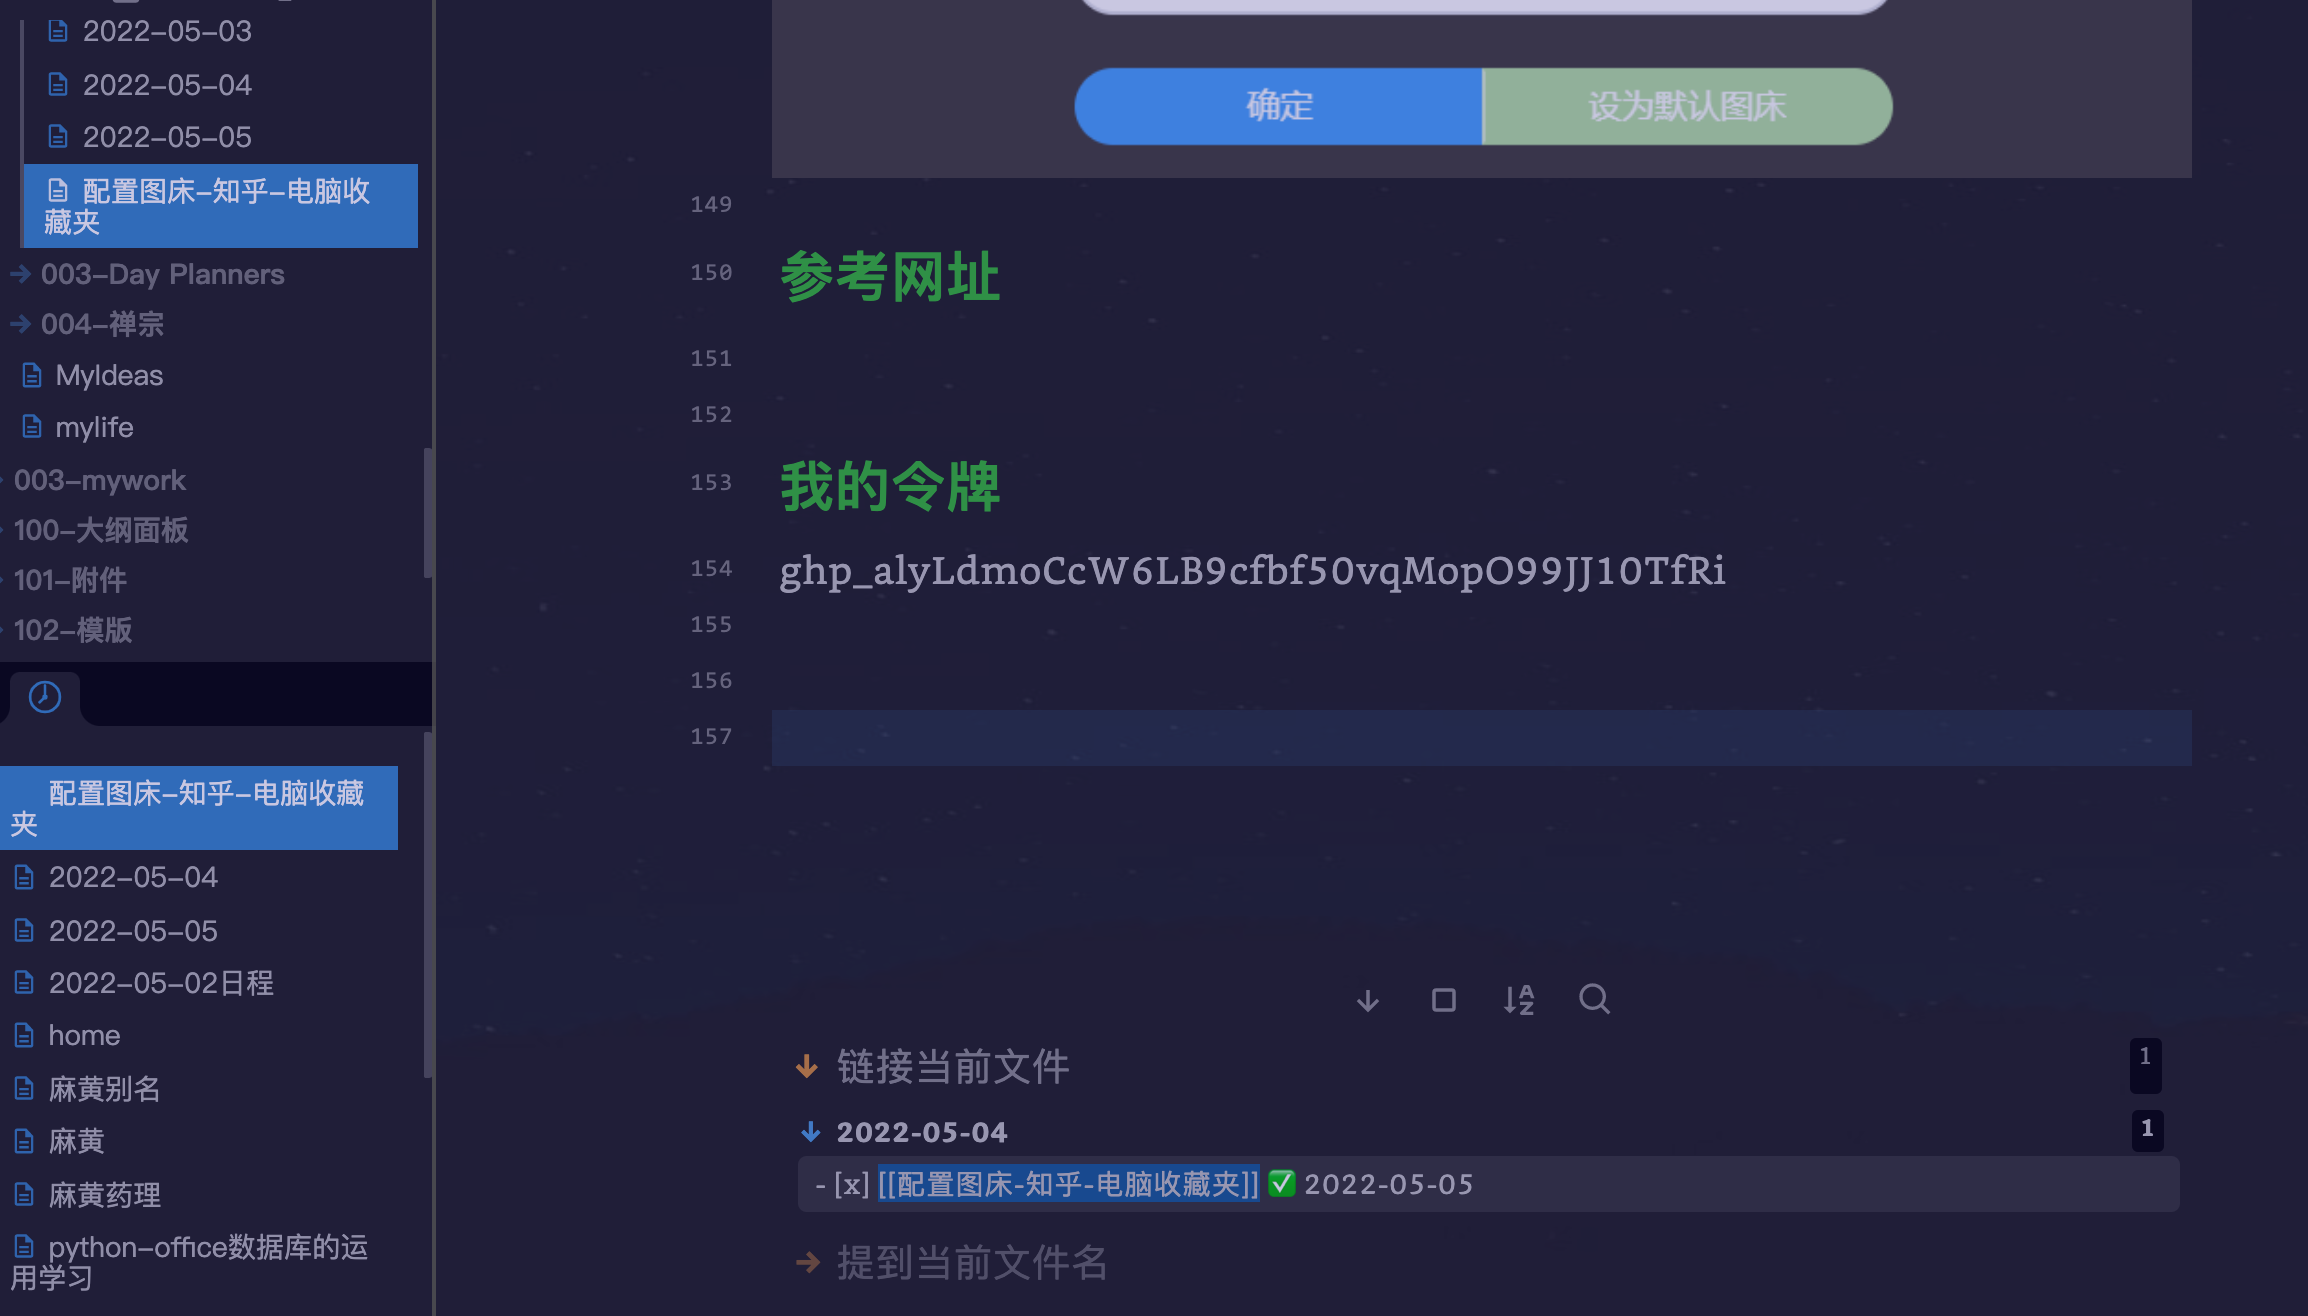 2022-05-03
2022-05-04
2022-05-05
配置图床-知乎-电脑收
藏夹
003-Day Planners
004-禅宗
MyIdeas
mylife
003-mywork
100-大纲面板
101-附件
102-模版
配置图床-知乎-电脑收藏
夹
2022-05-04
2022-05-05
2022-05-02日程
home
麻黄别名
麻黄
麻黄药理
python-office数据库的运
用学习
确定 设为默认图床
149
150 参考网址
151
152
153 我的令牌
154 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
155
156
157
链接当前文件 1
2022-05-04 1
- [x] [[配置图床-知乎-电脑收藏夹]] ✅ 2022-05-05
提到当前文件名